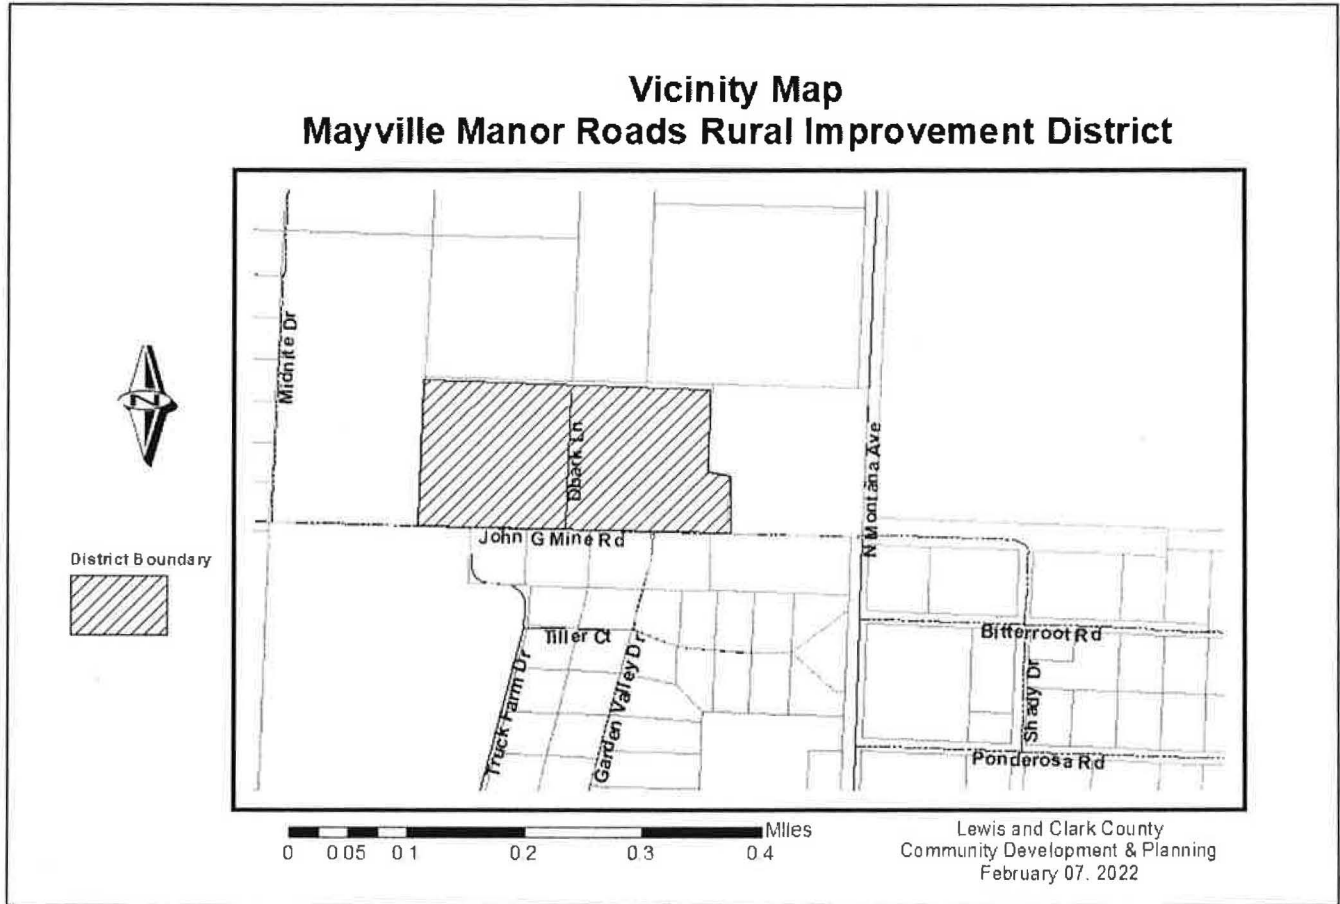 Vicinity Map
Mayville Manor Roads Rural Improvement District
Midnite Dr
N
Dbark Ln
N Montana Ave
John G Mine Rd
District Boundary
Tiller Ct
Bitterroot Rd
Truck Farm Dr
Garden Valley Dr
Shady Dr
Ponderosa Rd
Miles
0 0 05 0 1 0.2 0.3 0.4
Lewis and Clark County
Community Development & Planning
February 07, 2022